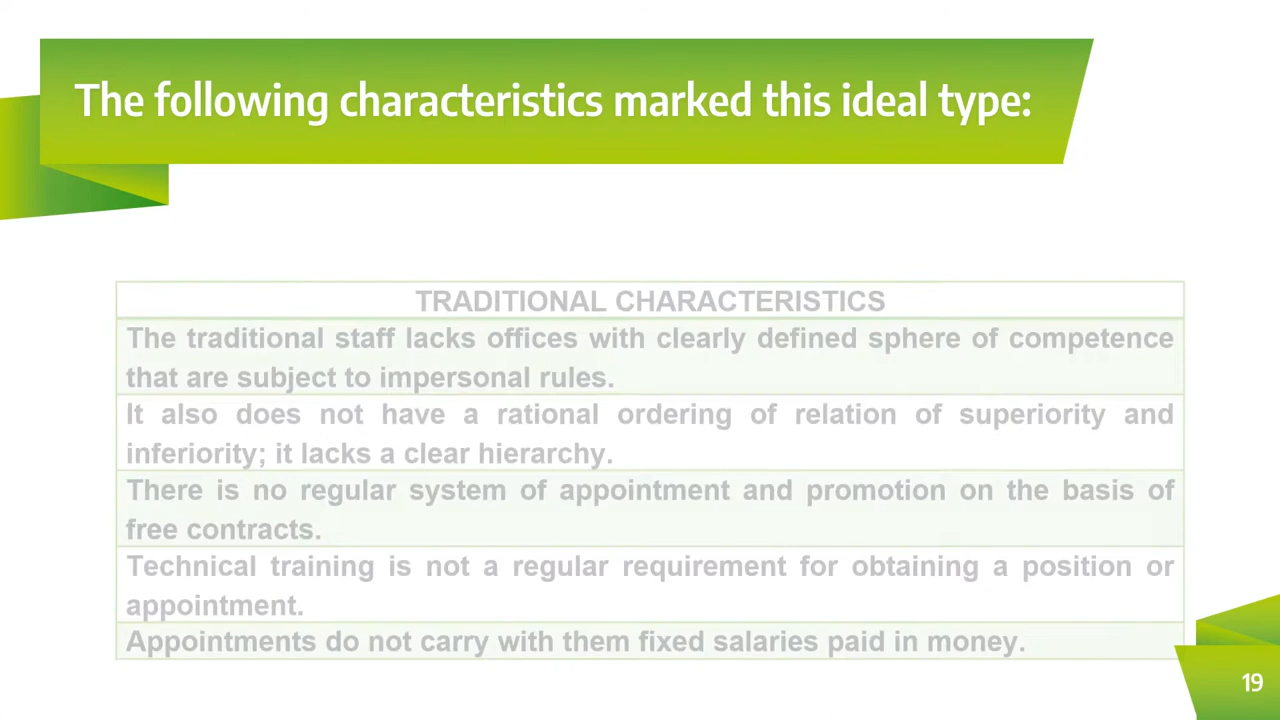 The following characteristics marked this ideal type:
TRADITIONAL CHARACTERISTICS
The traditional staff lacks offices with clearly defined sphere of competence
that are subject to impersonal rules.
It also does not have a rational ordering of relation of superiority and
inferiority; it lacks a clear hierarchy.
There is no regular system of appointment and promotion on the basis of
free contracts.
Technical training is not a regular requirement for obtaining a position or
appointment.
Appointments do not carry with them fixed salaries paid in money.
19